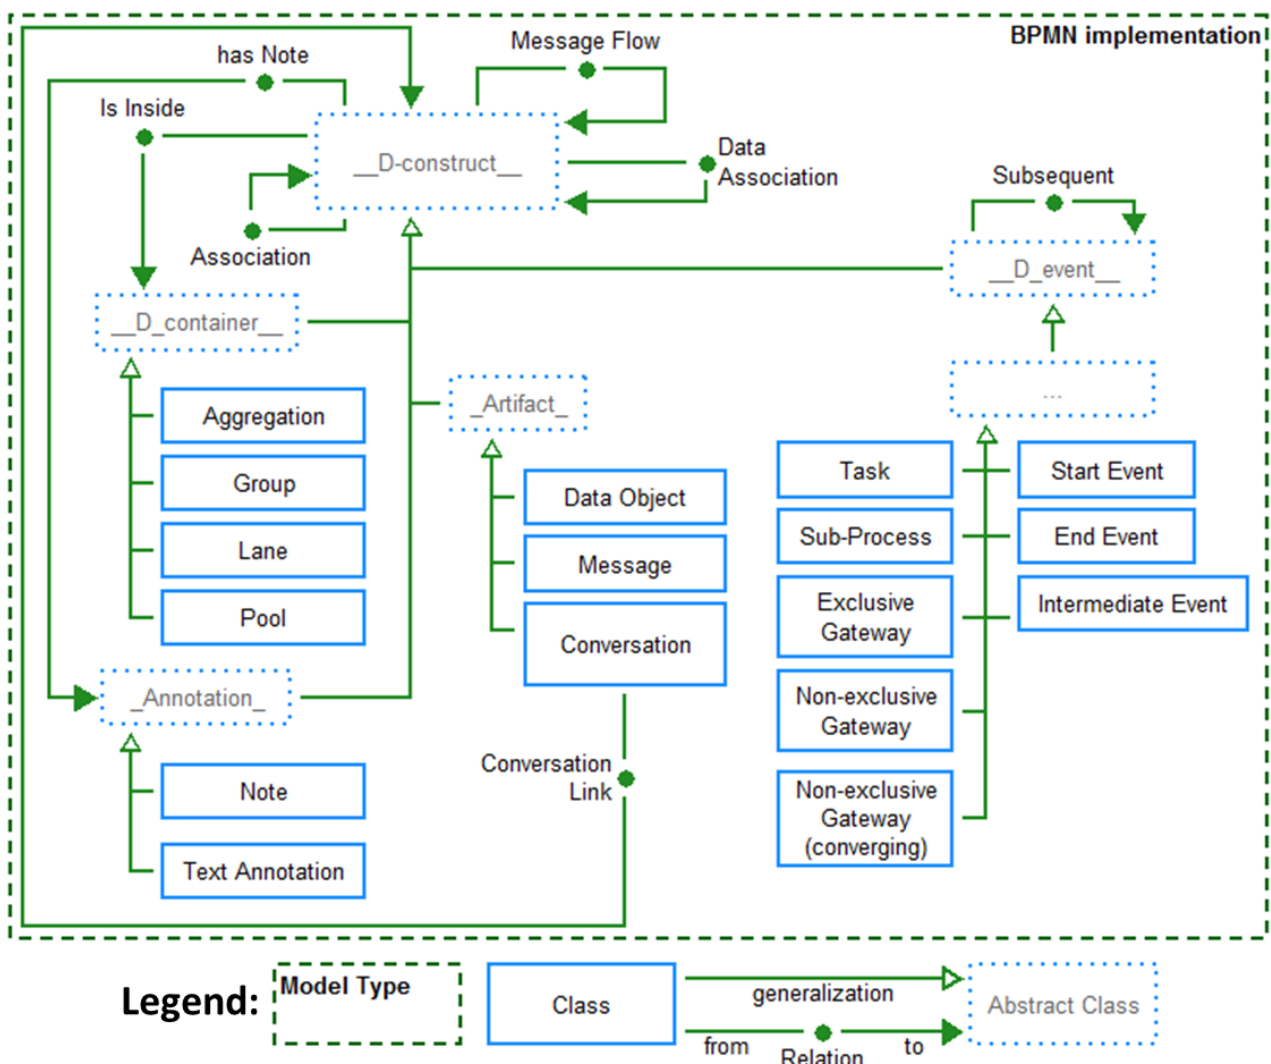 BPMN implementation
Message Flow
has Note
Is Inside
__D-construct__
Data
Association
Subsequent
Association
__D_event__
__D_container__
...
_Artifact_
Aggregation
Group
Lane
Pool
Data Object
Message
Conversation
Task
Start Event
Sub-Process
End Event
Exclusive
Gateway
Intermediate Event
Non-exclusive
Gateway
Non-exclusive
Gateway
(converging)
_Annotation_
Note
Text Annotation
Conversation
Link
Legend:
Model Type
Class
generalization
from
Relation
to
Abstract Class